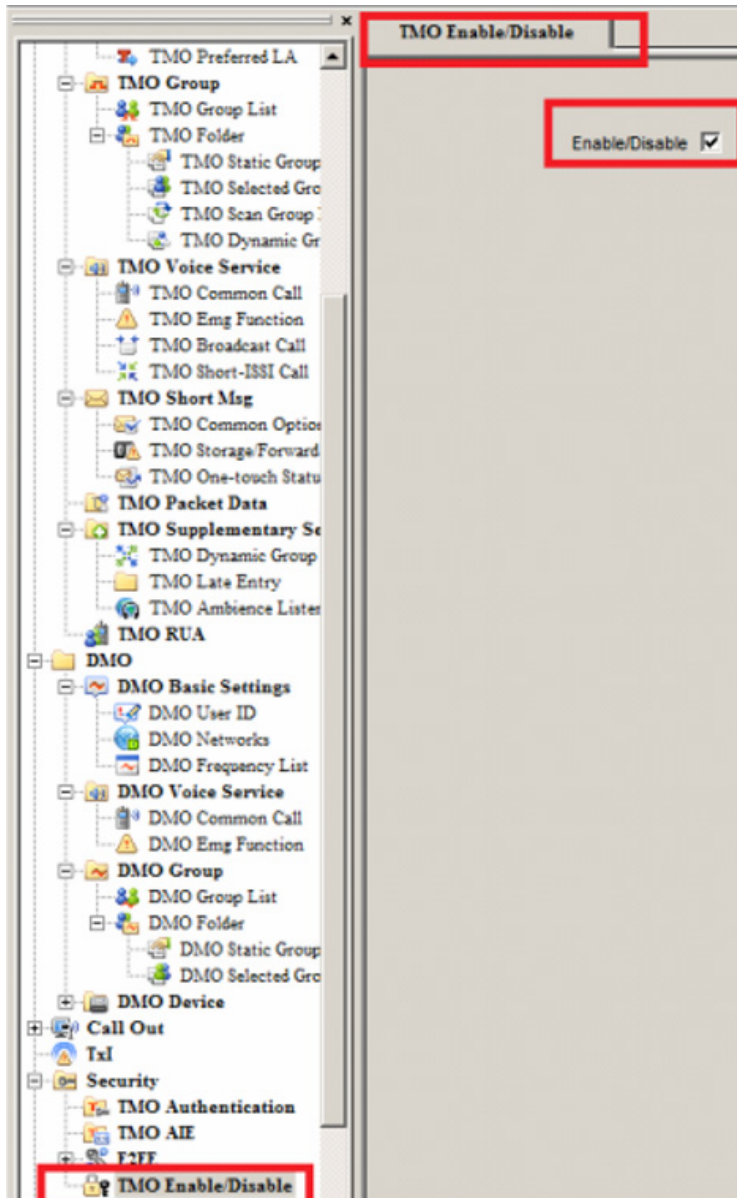 TMO Preferred LA
TMO Group
TMO Group List
TMO Folder
TMO Static Group
TMO Selected Gro
TMO Scan Group
TMO Dynamic Gr
TMO Voice Service
TMO Common Call
TMO Emg Function
TMO Broadcast Call
TMO Short-ISSI Call
TMO Short Msg
TMO Common Option
TMO Storage/Forward
TMO One-touch Statu
TMO Packet Data
TMO Supplementary Se
TMO Dynamic Group
TMO Late Entry
TMO Ambience Listen
TMO RUA
DMO
DMO Basic Settings
DMO User ID
DMO Networks
DMO Frequency List
DMO Voice Service
DMO Common Call
DMO Emg Function
DMO Group
DMO Group List
DMO Folder
DMO Static Group
DMO Selected Gro
DMO Device
Call Out
TxI
Security
TMO Authentication
TMO AIE
E2EE
TMO Enable/Disable
TMO Enable/Disable
Enable/Disable